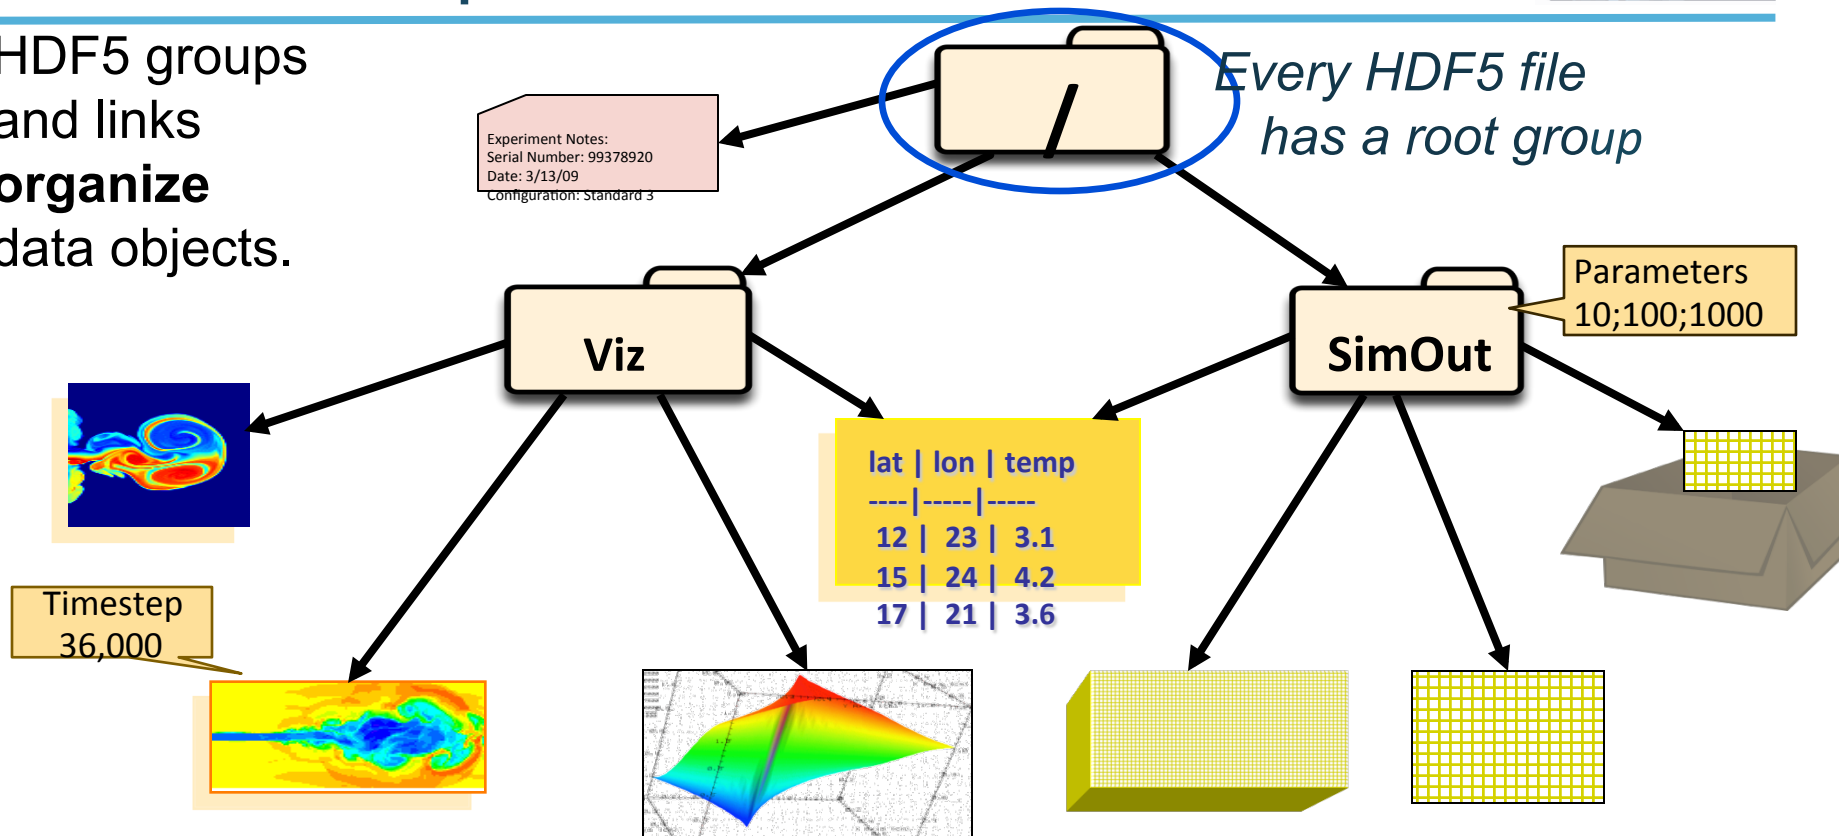 HDF5 groups
and links
organize
data objects.
/
Every HDF5 file
has a root group
Experiment Notes:
Serial Number: 99378920
Date: 3/13/09
Configuration: Standard 3
Viz
SimOut
Parameters
10;100;1000
lat | lon | temp
----|-----|-----
12 | 23 | 3.1
15 | 24 | 4.2
17 | 21 | 3.6
Timestep
36,000